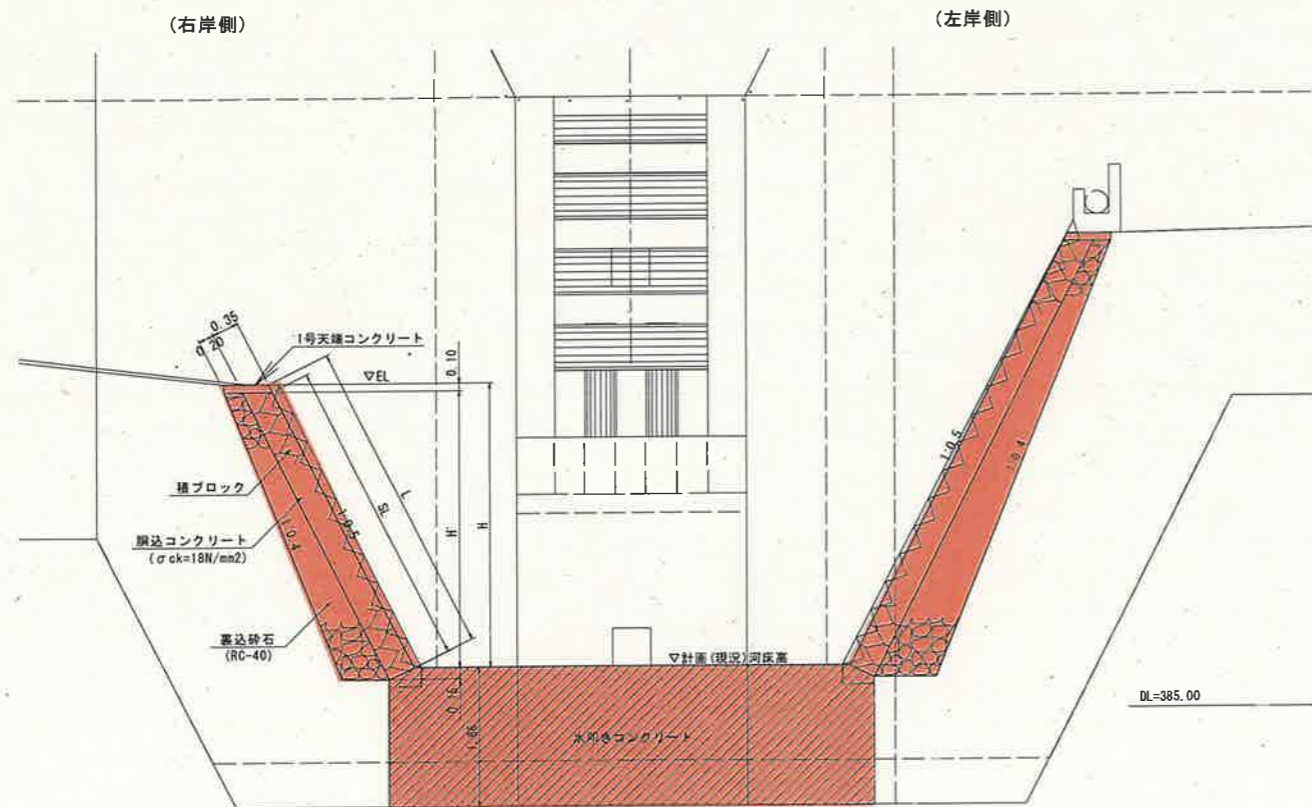 (右岸側)
(左岸側)
0.35
0.20
1号天端コンクリート
▽EL
0.10
積ブロック
胴込コンクリート
(σck=18N/mm2)
1:0.4
1:0.5
SL
L
H'
H
裏込砕石
(RC-40)
▽計画(現況)河床高
1:0.5
1:0.4
DL=385.00
水叩きコンクリート